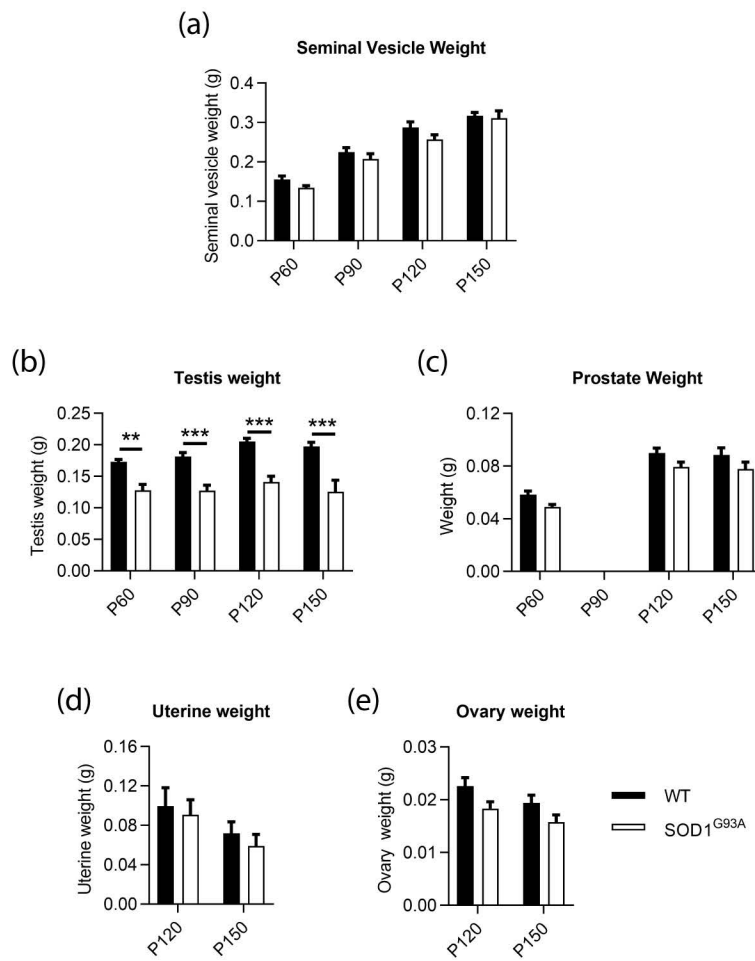 (a)
Seminal Vesicle Weight
Seminal vesicle weight (g)
0.4
0.3
0.2
0.1
0.0
P60
P90
P120
P150
(b)
Testis weight
Testis weight (g)
0.25
0.20
0.15
0.10
0.05
0.00
**
***
***
***
P60
P90
P120
P150
(c)
Prostate Weight
Weight (g)
0.12
0.08
0.04
0.00
P60
P90
P120
P150
(d)
Uterine weight
Uterine weight (g)
0.16
0.12
0.08
0.04
0.00
P120
P150
(e)
Ovary weight
Ovary weight (g)
0.03
0.02
0.01
0.00
P120
P150
WT
SOD1G93A